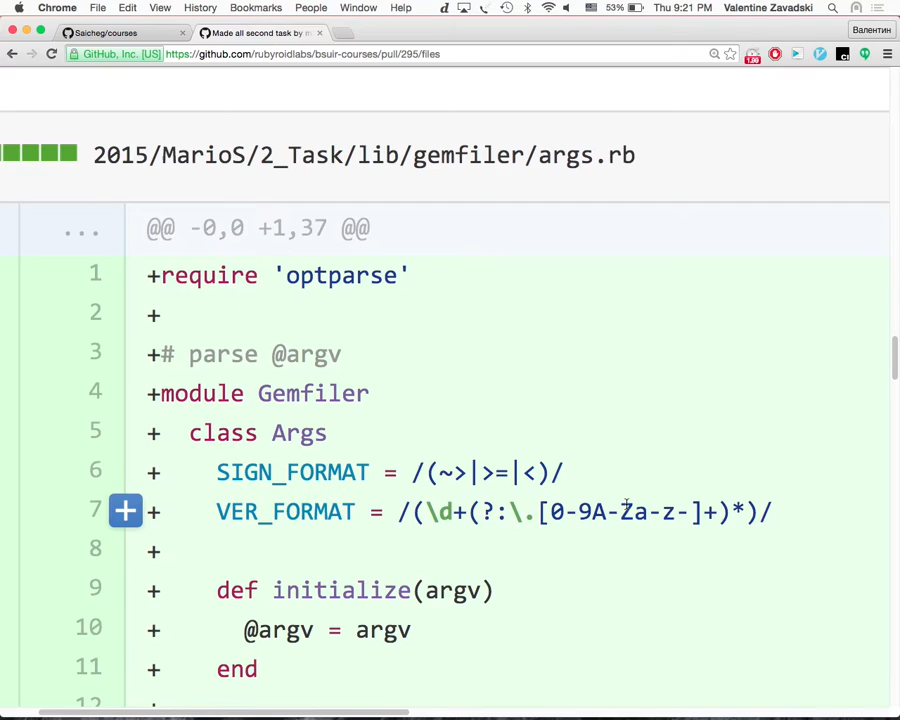 Chrome File Edit View History Bookmarks People Window Help 53% Thu 9:21 PM Valentine Zavadski
Saicheg/courses Made all second task by m Валентин
GitHub, Inc. [US] https://github.com/rubyroidlabs/bsuir-courses/pull/295/files
2015/MarioS/2_Task/lib/gemfiler/args.rb
... @@ -0,0 +1,37 @@
1 +require 'optparse'
2 +
3 +# parse @argv
4 +module Gemfiler
5 + class Args
6 + SIGN_FORMAT = /(~>|>=|<)/
7 + VER_FORMAT = /(\d+(?:\.[0-9A-Za-z-]+)*)/
8 +
9 + def initialize(argv)
10 + @argv = argv
11 + end
12 +